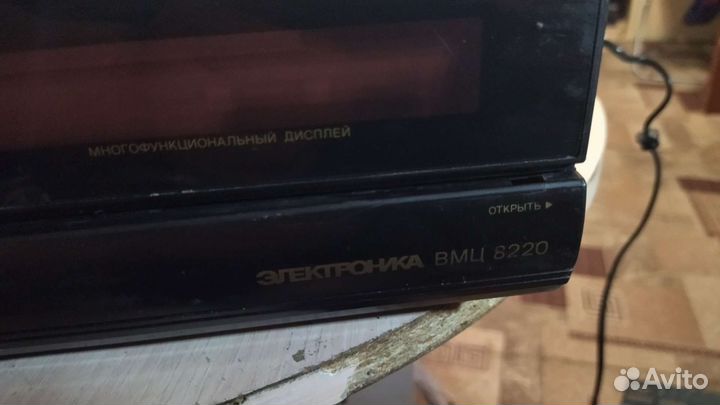 МНОГОФУНКЦИОНАЛЬНЫЙ ДИСПЛЕЙ
ОТКРЫТЬ ▶
ЭЛЕКТРОНИКА ВМЦ 8220
Avito